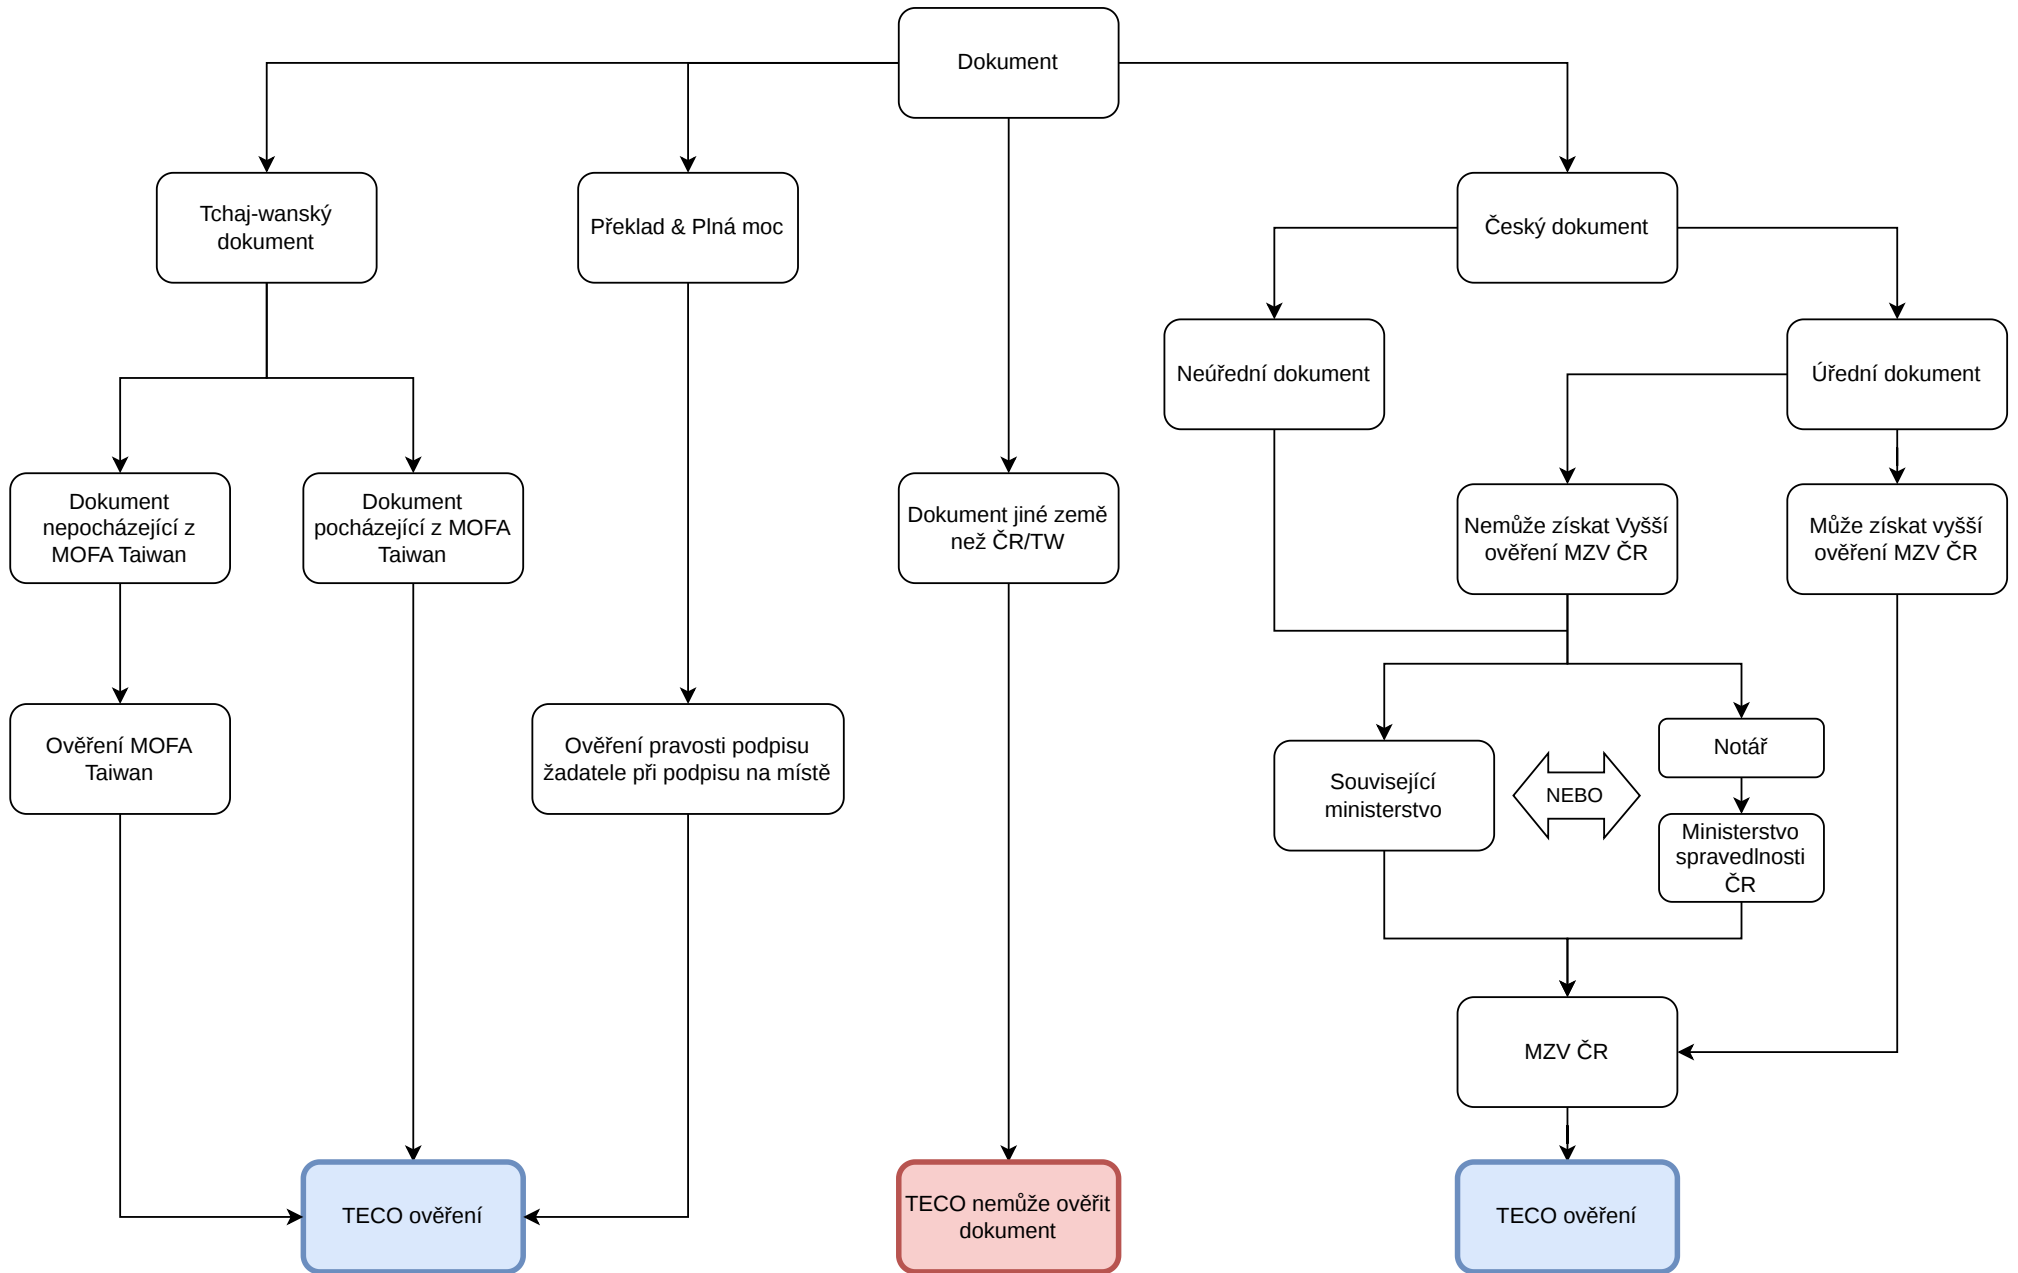 Dokument
Tchaj-wanský
dokument
Překlad & Plná moc
Český dokument
Neúřední dokument
Úřední dokument
Dokument
nepocházející z
MOFA Taiwan
Dokument
pocházející z MOFA
Taiwan
Dokument jiné země
než ČR/TW
Nemůže získat Vyšší
ověření MZV ČR
Může získat vyšší
ověření MZV ČR
Ověření MOFA
Taiwan
Ověření pravosti podpisu
žadatele při podpisu na místě
Související
ministerstvo
NEBO
Notář
Ministerstvo
spravedlnosti
ČR
MZV ČR
TECO ověření
TECO nemůže ověřit
dokument
TECO ověření